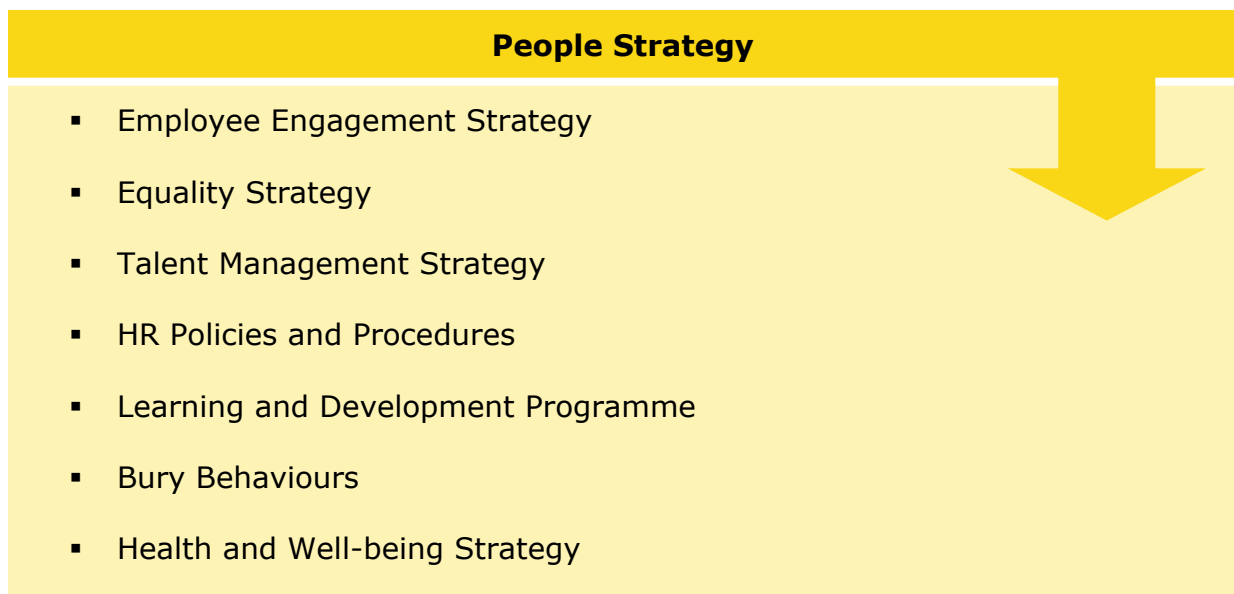 People Strategy
▪ Employee Engagement Strategy
▪ Equality Strategy
▪ Talent Management Strategy
▪ HR Policies and Procedures
▪ Learning and Development Programme
▪ Bury Behaviours
▪ Health and Well-being Strategy